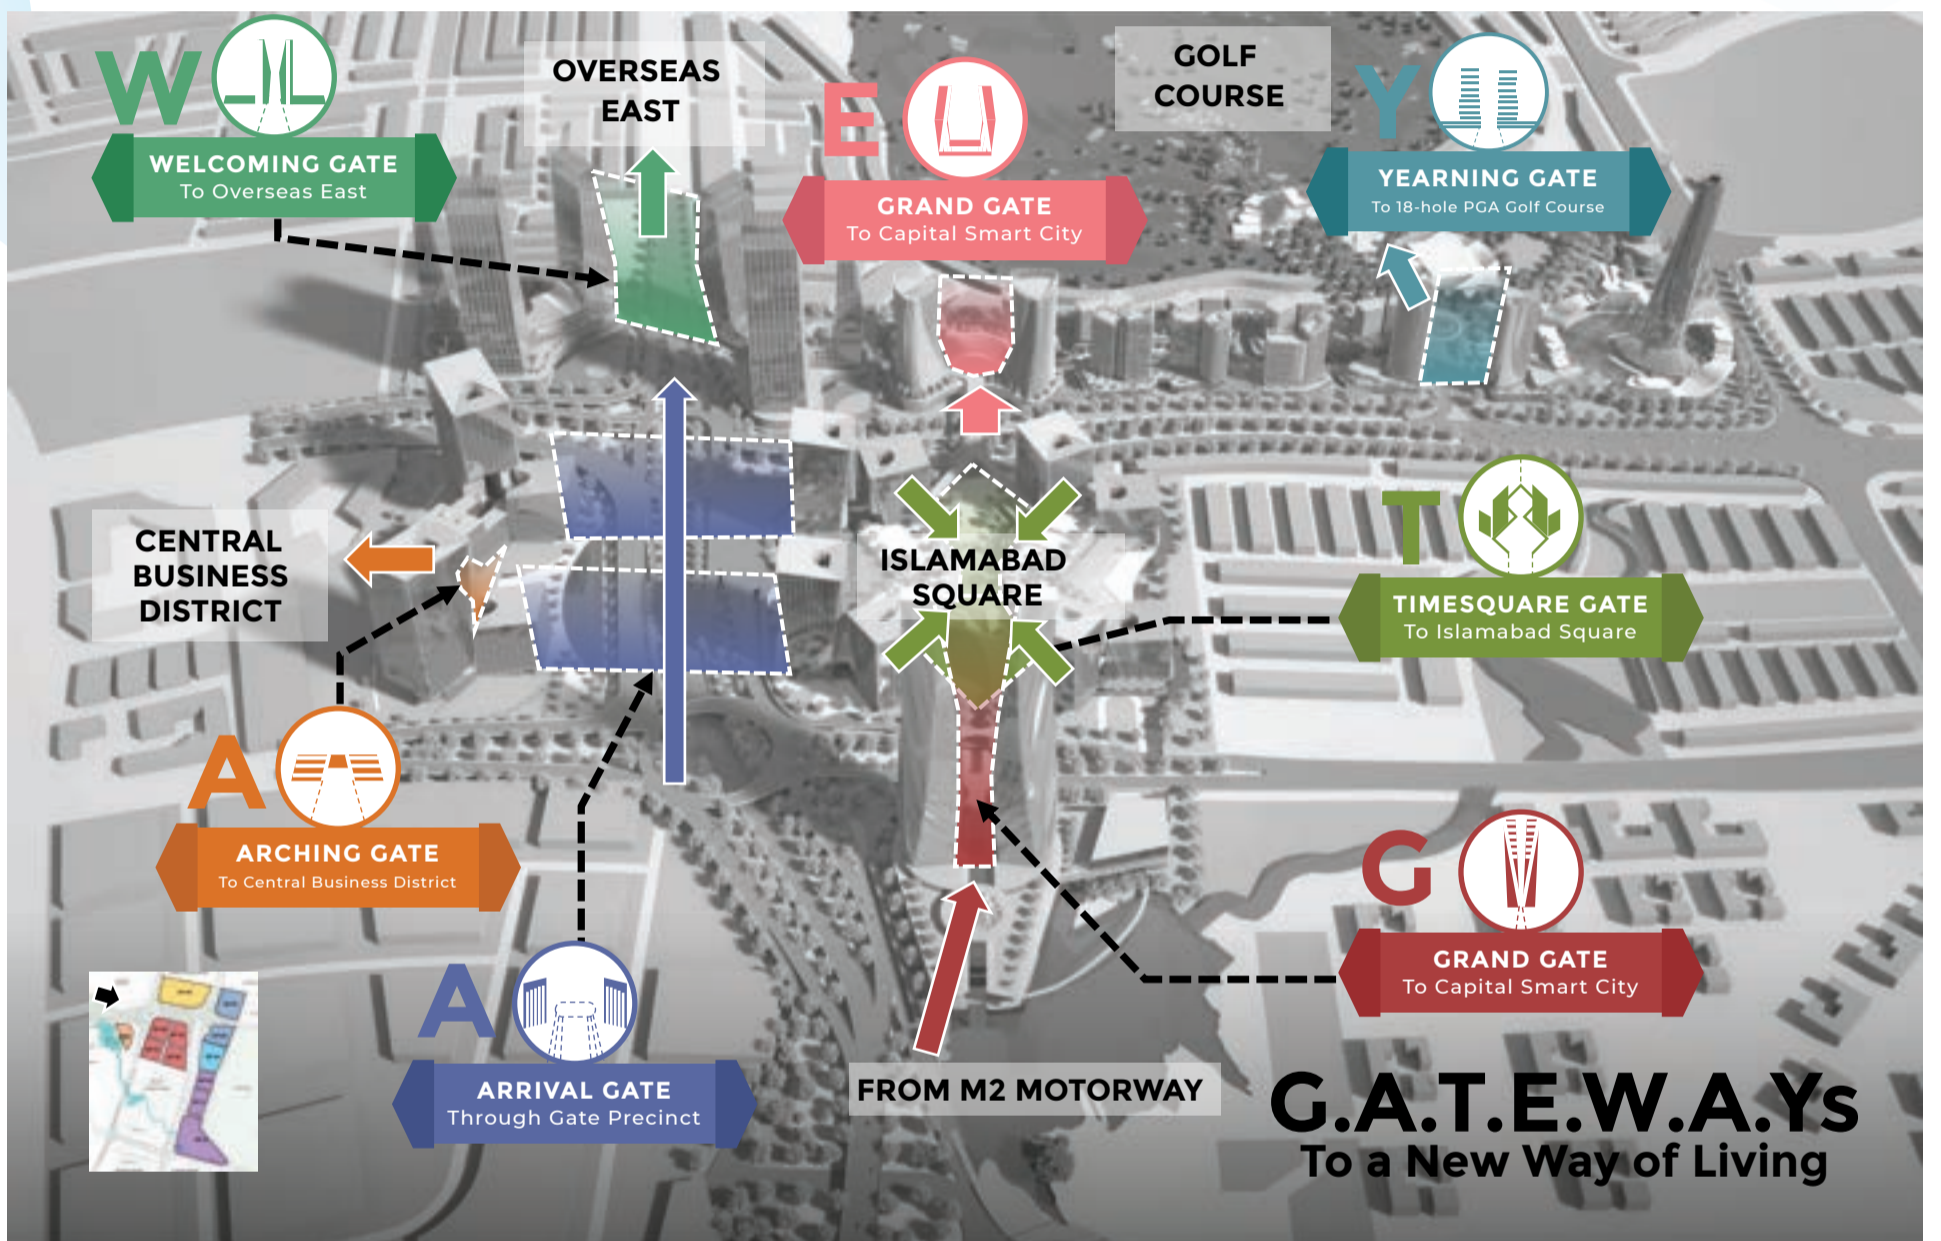 W
WELCOMING GATE
To Overseas East
OVERSEAS
EAST
E
GRAND GATE
To Capital Smart City
GOLF
COURSE
Y
YEARNING GATE
To 18-hole PGA Golf Course
CENTRAL
BUSINESS
DISTRICT
ISLAMABAD
SQUARE
T
TIMESQUARE GATE
To Islamabad Square
A
ARCHING GATE
To Central Business District
G
GRAND GATE
To Capital Smart City
A
ARRIVAL GATE
Through Gate Precinct
FROM M2 MOTORWAY
G.A.T.E.W.A.Ys
To a New Way of Living